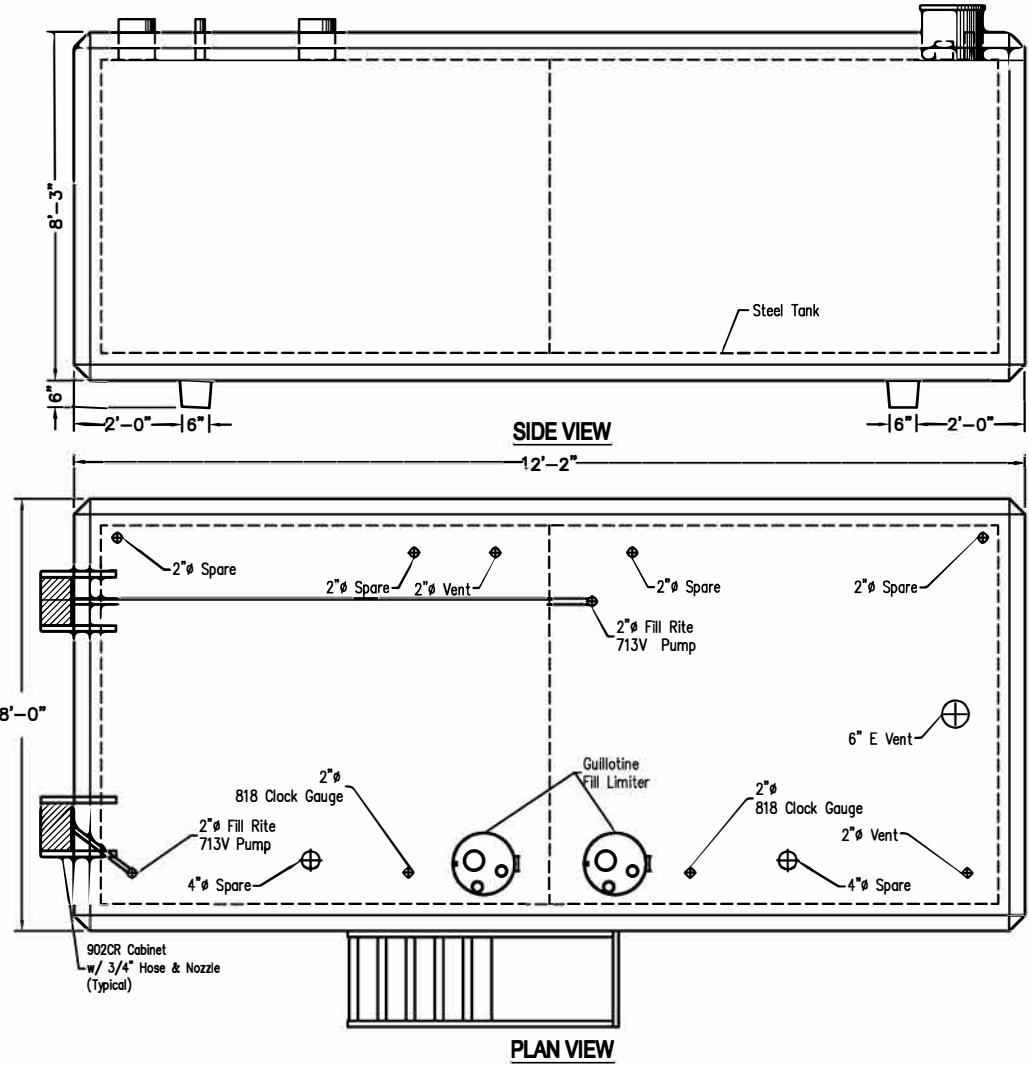 8'-3"
Steel Tank
6"
2'-0"
6"
6"
2'-0"
SIDE VIEW
12'-2"
2"ø Spare
2"ø Spare
2"ø Vent
2"ø Spare
2"ø Spare
2"ø Fill Rite
713V Pump
8'-0"
6" E Vent
Guillotine
Fill Limiter
2"ø
818 Clock Gauge
2"ø
818 Clock Gauge
2"ø Fill Rite
713V Pump
2"ø Vent
4"ø Spare
4"ø Spare
902CR Cabinet
w/ 3/4" Hose & Nozzle
(Typical)
PLAN VIEW